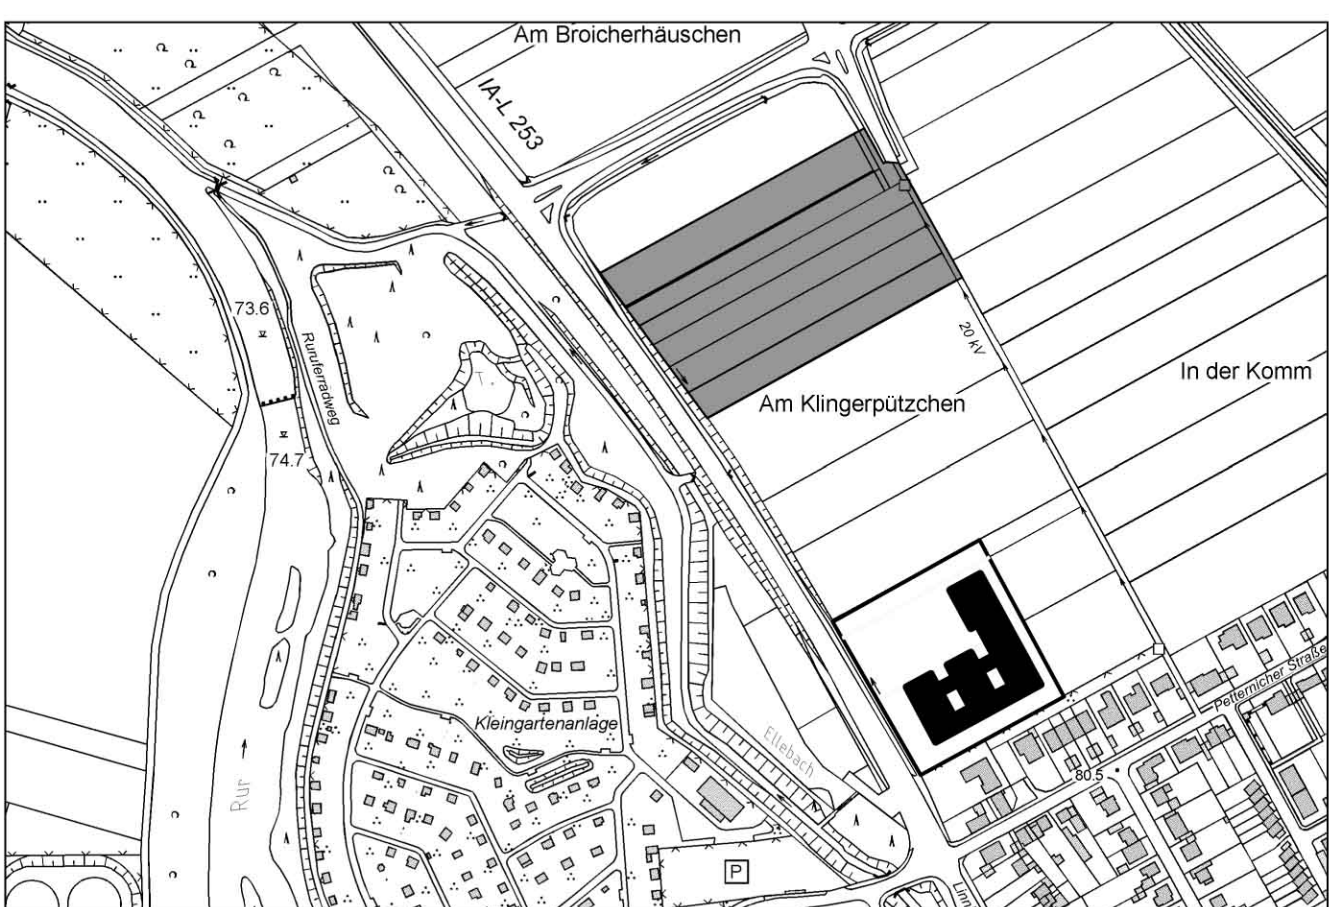 Am Broicherhäuschen
IA-L 253
73.6
Ruruferradweg
20 kV
In der Komm
T.
Am Klingerpützchen
74.7
Petternicher Straße
Kleingartenanlage
Ellebach
80.5
Rur
P
Linn